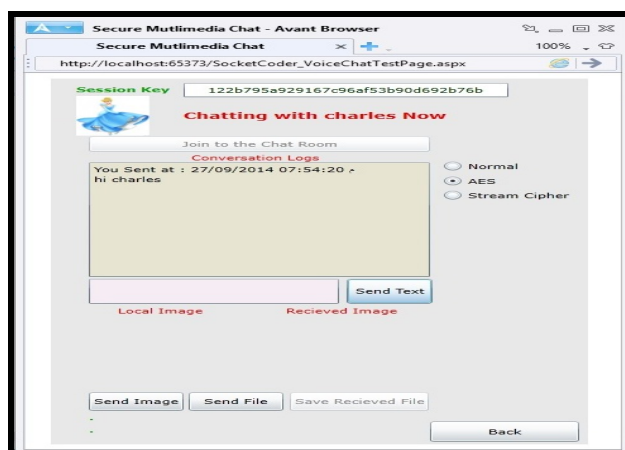 Secure Mutlimedia Chat - Avant Browser
Secure Mutlimedia Chat
100%
http://localhost:65373/SocketCoder_VoiceChatTestPage.aspx
Session Key 122b795a929167c96af53b90d692b76b
Chatting with charles Now
Join to the Chat Room
Conversation Logs
You Sent at : 27/09/2014 07:54:20 م
hi charles
Normal
AES
Stream Cipher
Send Text
Local Image Recieved Image
Send Image Send File Save Recieved File
Back